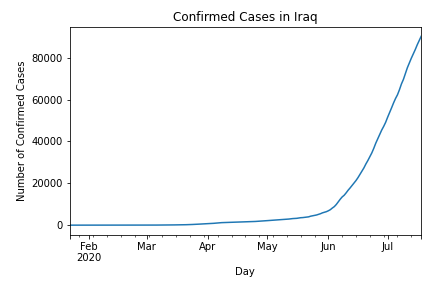 Confirmed Cases in Iraq
Number of Confirmed Cases
80000
60000
40000
20000
0
Feb Mar Apr May Jun Jul
2020
Day